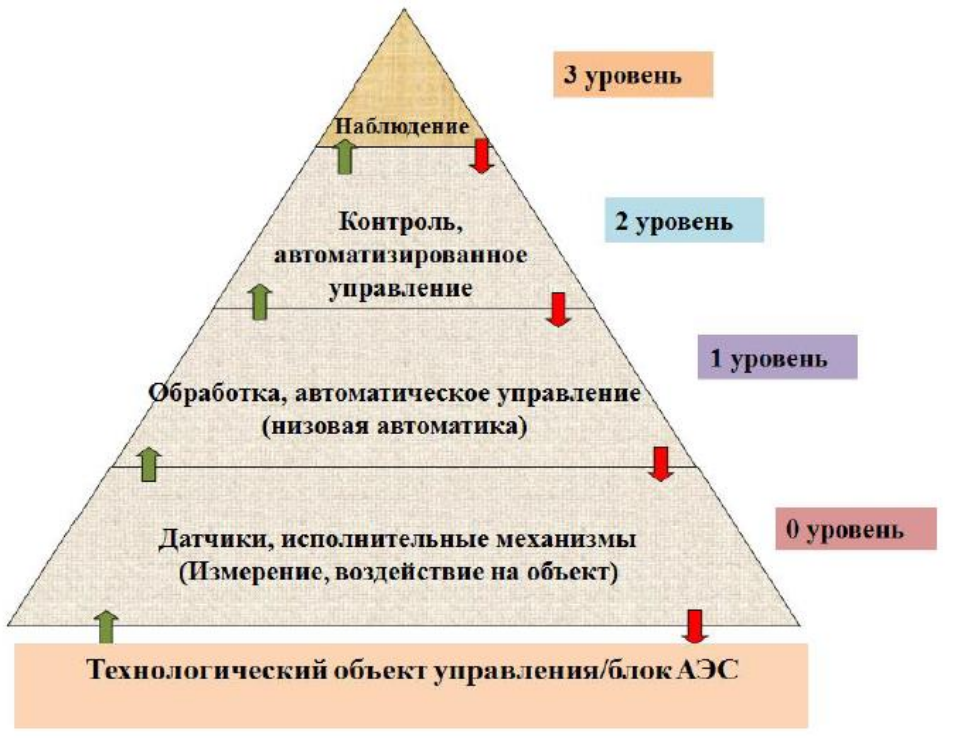 3 уровень
Наблюдение
2 уровень
Контроль,
автоматизированное
управление
1 уровень
Обработка, автоматическое управление
(низовая автоматика)
0 уровень
Датчики, исполнительные механизмы
(Измерение, воздействие на объект)
Технологический объект управления/блок АЭС